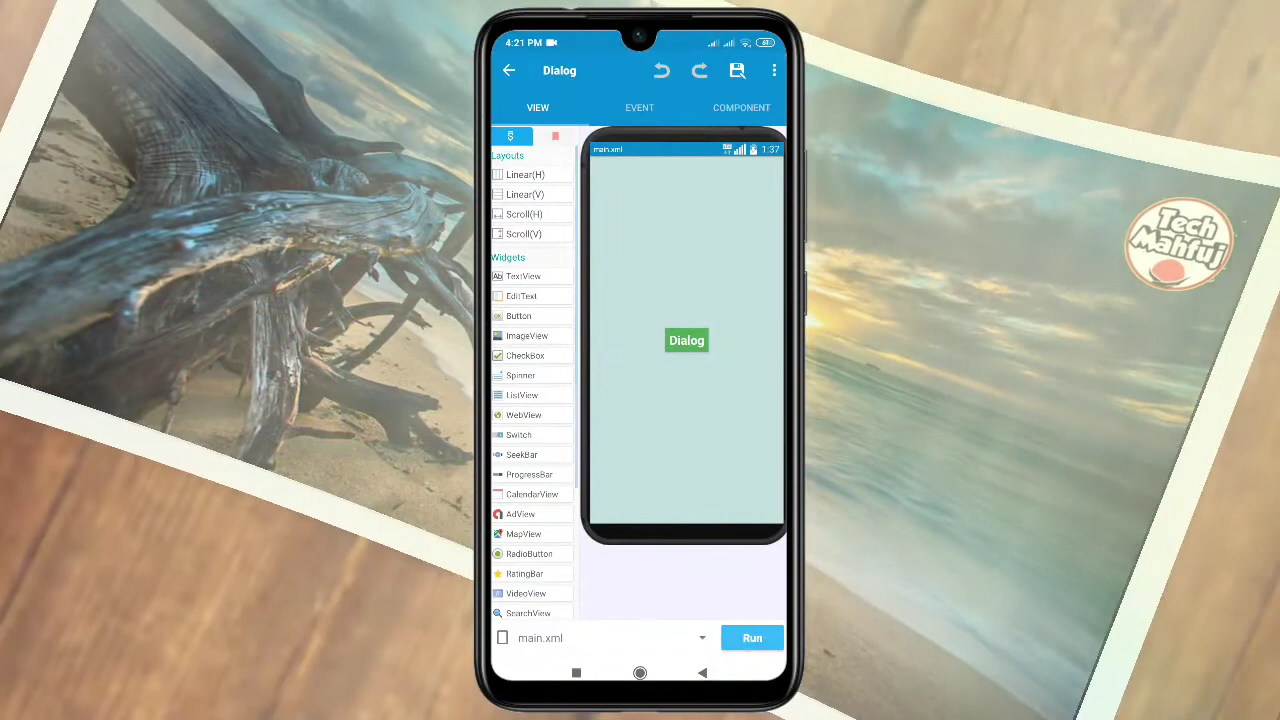 4:21 PM
61
Dialog
VIEW
EVENT
COMPONENT
Layouts
Linear(H)
Linear(V)
Scroll(H)
Scroll(V)
Widgets
Ab TextView
EditText
Button
ImageView
CheckBox
Spinner
ListView
WebView
Switch
SeekBar
ProgressBar
CalendarView
AdView
MapView
RadioButton
RatingBar
VideoView
SearchView
main.xml
1:37
Dialog
main.xml
Run
Tech
Mahfuj